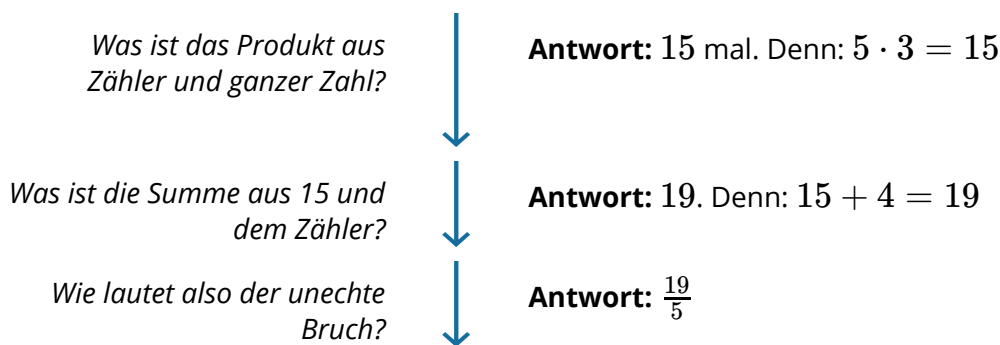 Was ist das Produkt aus
Zähler und ganzer Zahl?
Antwort: 15 mal. Denn: 5 · 3 = 15
Was ist die Summe aus 15 und
dem Zähler?
Antwort: 19. Denn: 15 + 4 = 19
Wie lautet also der unechte
Bruch?
Antwort: 19/5